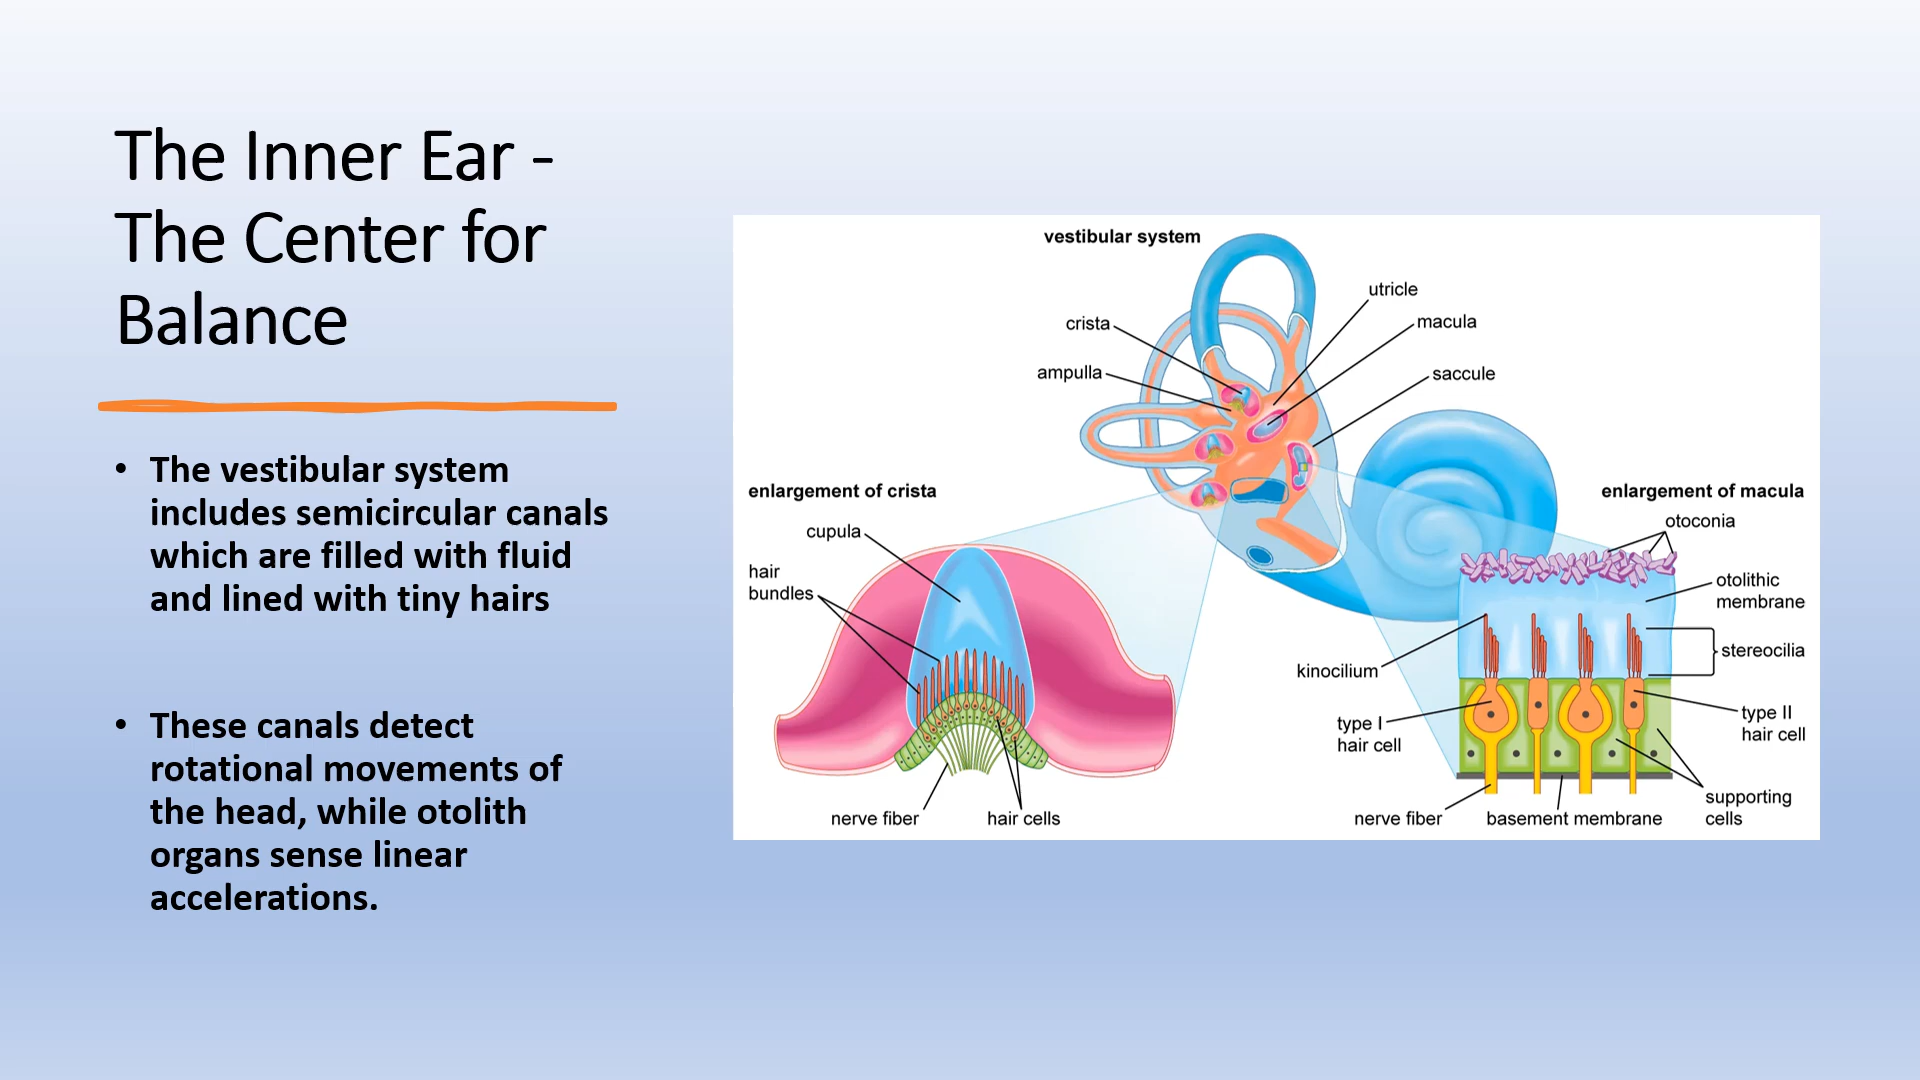 The Inner Ear -
The Center for
Balance
• The vestibular system
includes semicircular canals
which are filled with fluid
and lined with tiny hairs
• These canals detect
rotational movements of
the head, while otolith
organs sense linear
accelerations.
vestibular system
utricle
crista
macula
ampulla
saccule
enlargement of crista
cupula
hair
bundles
nerve fiber
hair cells
enlargement of macula
otoconia
otolithic
membrane
kinocilium
stereocilia
type I
hair cell
type II
hair cell
nerve fiber
basement membrane
supporting
cells